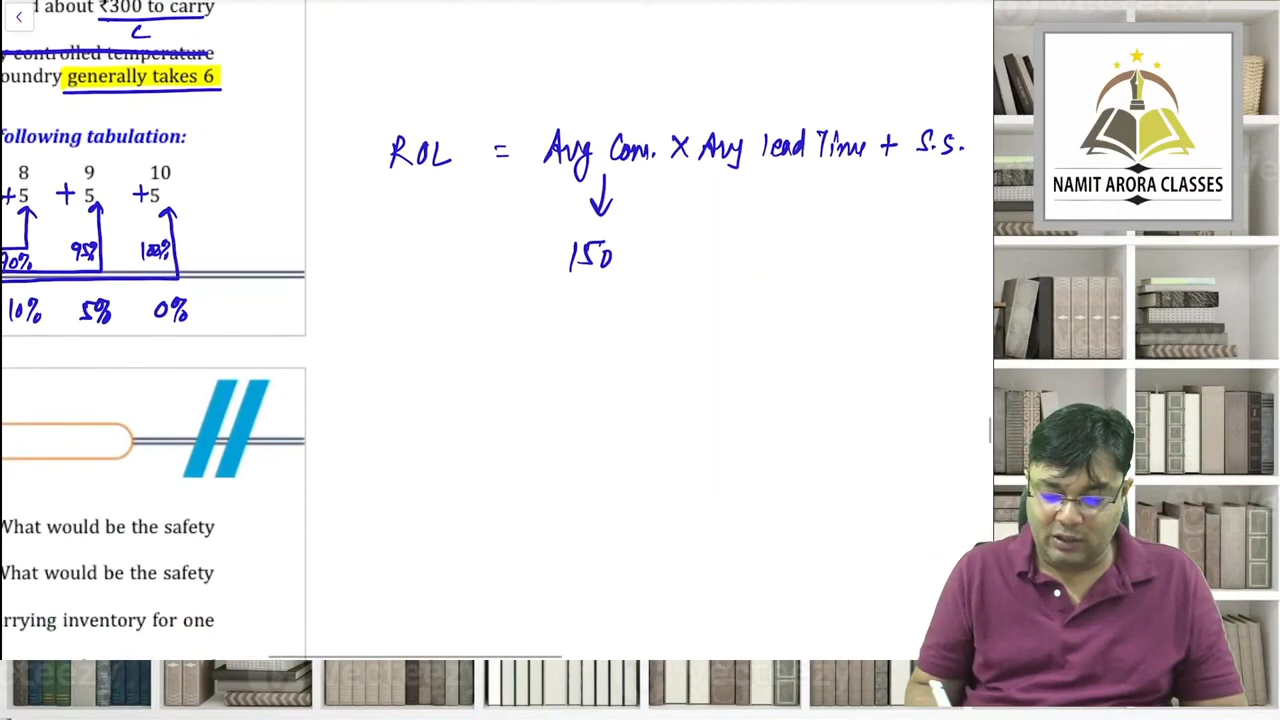 d about ₹300 to carry
C
y controlled temperature
oundry generally takes 6
following tabulation:
8 9 10
+5 +5 +5
90% 95% 100%
10% 5% 0%
ROL = Avg Con. X Avg lead Time + S.S.
150
What would be the safety
What would be the safety
rrying inventory for one
NAMIT ARORA CLASSES